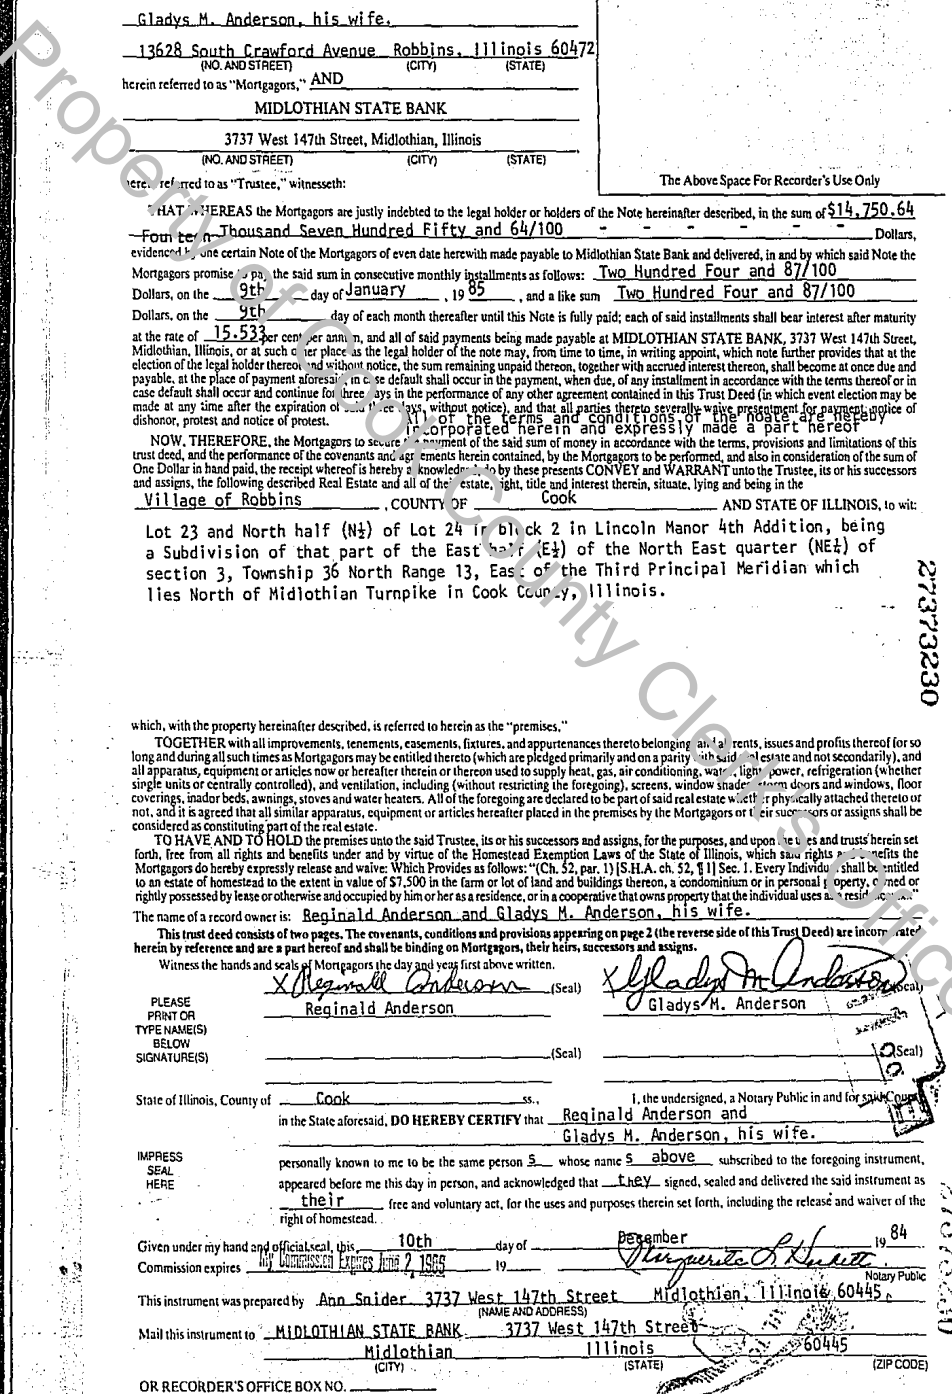 Gladys M. Anderson, his wife.
13628 South Crawford Avenue Robbins, Illinois 60472
(NO. AND STREET) (CITY) (STATE)
herein referred to as "Mortgagors," AND
MIDLOTHIAN STATE BANK
3737 West 147th Street, Midlothian, Illinois
(NO. AND STREET) (CITY) (STATE)
herein referred to as "Trustee," witnesseth:
The Above Space For Recorder's Use Only
THAT WHEREAS the Mortgagors are justly indebted to the legal holder or holders of the Note hereinafter described, in the sum of $14,750.64
Fourteen Thousand Seven Hundred Fifty and 64/100 - - - - - Dollars,
evidenced by one certain Note of the Mortgagors of even date herewith made payable to Midlothian State Bank and delivered, in and by which said Note the
Mortgagors promise to pay the said sum in consecutive monthly installments as follows: Two Hundred Four and 87/100
Dollars, on the 9th day of January, 19 85, and a like sum Two Hundred Four and 87/100
Dollars, on the 9th day of each month thereafter until this Note is fully paid; each of said installments shall bear interest after maturity
at the rate of 15.533 per cent per annum, and all of said payments being made payable at MIDLOTHIAN STATE BANK, 3737 West 147th Street,
Midlothian, Illinois, or at such other place as the legal holder of the note may, from time to time, in writing appoint, which note further provides that at the
election of the legal holder thereof and without notice, the sum remaining unpaid thereon, together with accrued interest thereon, shall become at once due and
payable, at the place of payment aforesaid, in case default shall occur in the payment, when due, of any installment in accordance with the terms thereof or in
case default shall occur and continue for three days in the performance of any other agreement contained in this Trust Deed (in which event election may be
made at any time after the expiration of said three days, without notice), and that all parties thereto severally waive presentment for payment, notice of
dishonor, protest and notice of protest. All of the terms and conditions of the noate are hereby
incorporated herein and expressly made a part hereof
NOW, THEREFORE, the Mortgagors to secure the payment of the said sum of money in accordance with the terms, provisions and limitations of this
trust deed, and the performance of the covenants and agreements herein contained, by the Mortgagors to be performed, and also in consideration of the sum of
One Dollar in hand paid, the receipt whereof is hereby acknowledged, do by these presents CONVEY and WARRANT unto the Trustee, its or his successors
and assigns, the following described Real Estate and all of their estate, right, title and interest therein, situate, lying and being in the
Village of Robbins, COUNTY OF Cook AND STATE OF ILLINOIS, to wit:
Lot 23 and North half (N½) of Lot 24 in block 2 in Lincoln Manor 4th Addition, being
a Subdivision of that part of the East half (E½) of the North East quarter (NE¼) of
section 3, Township 36 North Range 13, East of the Third Principal Meridian which
lies North of Midlothian Turnpike in Cook County, Illinois.
27373230
which, with the property hereinafter described, is referred to herein as the "premises,"
TOGETHER with all improvements, tenements, easements, fixtures, and appurtenances thereto belonging, and all rents, issues and profits thereof for so
long and during all such times as Mortgagors may be entitled thereto (which are pledged primarily and on a parity with said real estate and not secondarily), and
all apparatus, equipment or articles now or hereafter therein or thereon used to supply heat, gas, air conditioning, water, light, power, refrigeration (whether
single units or centrally controlled), and ventilation, including (without restricting the foregoing), screens, window shades, storm doors and windows, floor
coverings, inador beds, awnings, stoves and water heaters. All of the foregoing are declared to be part of said real estate whether physically attached thereto or
not, and it is agreed that all similar apparatus, equipment or articles hereafter placed in the premises by the Mortgagors or their successors or assigns shall be
considered as constituting part of the real estate.
TO HAVE AND TO HOLD the premises unto the said Trustee, its or his successors and assigns, for the purposes, and upon the uses and trusts herein set
forth, free from all rights and benefits under and by virtue of the Homestead Exemption Laws of the State of Illinois, which said rights and benefits the
Mortgagors do hereby expressly release and waive: Which Provides as follows: "(Ch. 52, par. 1) [S.H.A. ch. 52, ¶ 1] Sec. 1. Every Individual shall be entitled
to an estate of homestead to the extent in value of $7,500 in the farm or lot of land and buildings thereon, a condominium or in personal property, owned or
rightly possessed by lease or otherwise and occupied by him or her as a residence, or in a cooperative that owns property that the individual uses as a residence."
The name of a record owner is: Reginald Anderson and Gladys M. Anderson, his wife.
This trust deed consists of two pages. The covenants, conditions and provisions appearing on page 2 (the reverse side of this Trust Deed) are incorporated
herein by reference and are a part hereof and shall be binding on Mortgagors, their heirs, successors and assigns.
Witness the hands and seals of Mortgagors the day and year first above written.
X Reginald Anderson (Seal) X Gladys M Anderson (Seal)
PLEASE
PRINT OR
TYPE NAME(S)
BELOW
SIGNATURE(S)
Reginald Anderson Gladys M. Anderson
(Seal) (Seal)
State of Illinois, County of Cook ss., I, the undersigned, a Notary Public in and for said County
in the State aforesaid, DO HEREBY CERTIFY that Reginald Anderson and
Gladys M. Anderson, his wife.
IMPRESS
SEAL
HERE
personally known to me to be the same person s whose name s above subscribed to the foregoing instrument,
appeared before me this day in person, and acknowledged that they signed, sealed and delivered the said instrument as
their free and voluntary act, for the uses and purposes therein set forth, including the release and waiver of the
right of homestead.
Given under my hand and official seal, this 10th day of December 19 84
Commission expires My Commission Expires June 2, 1985 19
Notary Public
This instrument was prepared by Ann Snider 3737 West 147th Street Midlothian, Illinois 60445
(NAME AND ADDRESS)
Mail this instrument to MIDLOTHIAN STATE BANK 3737 West 147th Street
Midlothian Illinois 60445
(CITY) (STATE) (ZIP CODE)
OR RECORDER'S OFFICE BOX NO.
Property of Cook County Clerk's Office